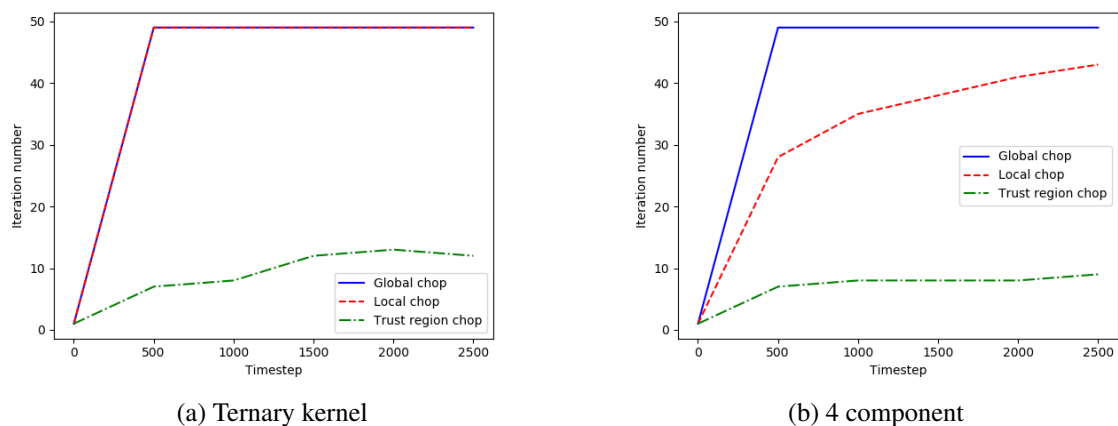 50
40
30
20
10
0
Iteration number
Global chop
Local chop
Trust region chop
0 500 1000 1500 2000 2500
Timestep
(a) Ternary kernel
50
40
30
20
10
0
Iteration number
Global chop
Local chop
Trust region chop
0 500 1000 1500 2000 2500
Timestep
(b) 4 component